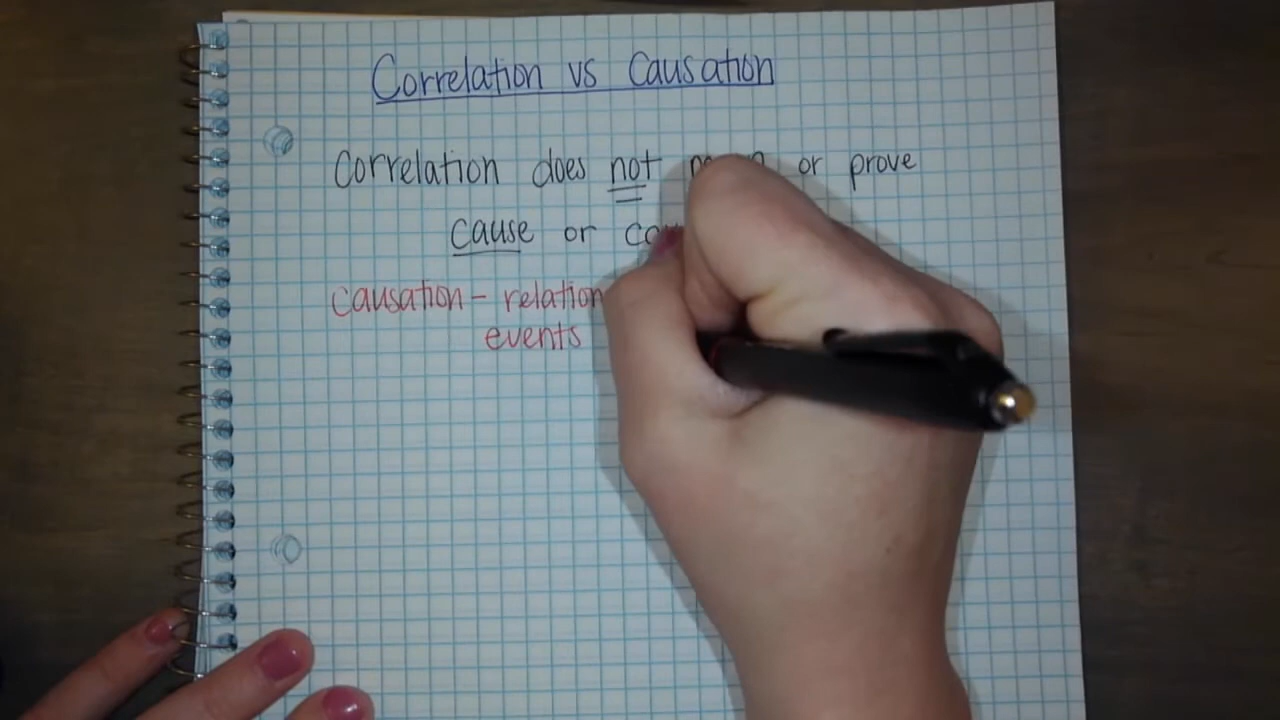 Correlation vs Causation
Correlation does not or prove
cause or
causation - relation
events